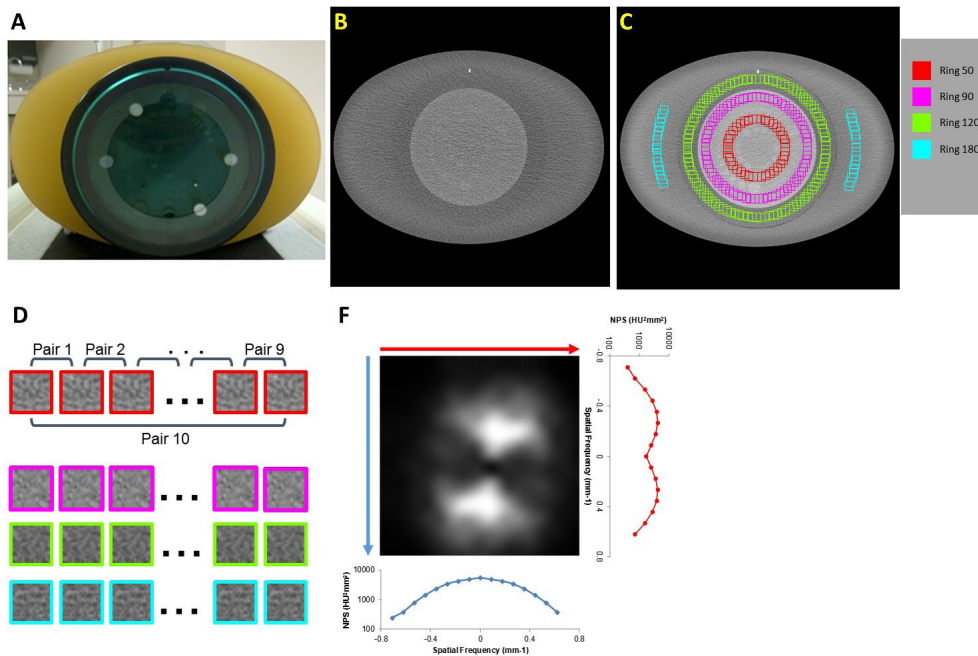 A
B
C
Ring 50
Ring 90
Ring 120
Ring 180
D
Pair 1
Pair 2
. . .
Pair 9
Pair 10
F
NPS (HU²mm²)
100
1000
10000
-0.8
-0.4
0
0.4
0.8
Spatial Frequency (mm-1)
NPS (HU²mm²)
10000
1000
100
-0.8
-0.4
0
0.4
0.8
Spatial Frequency (mm-1)